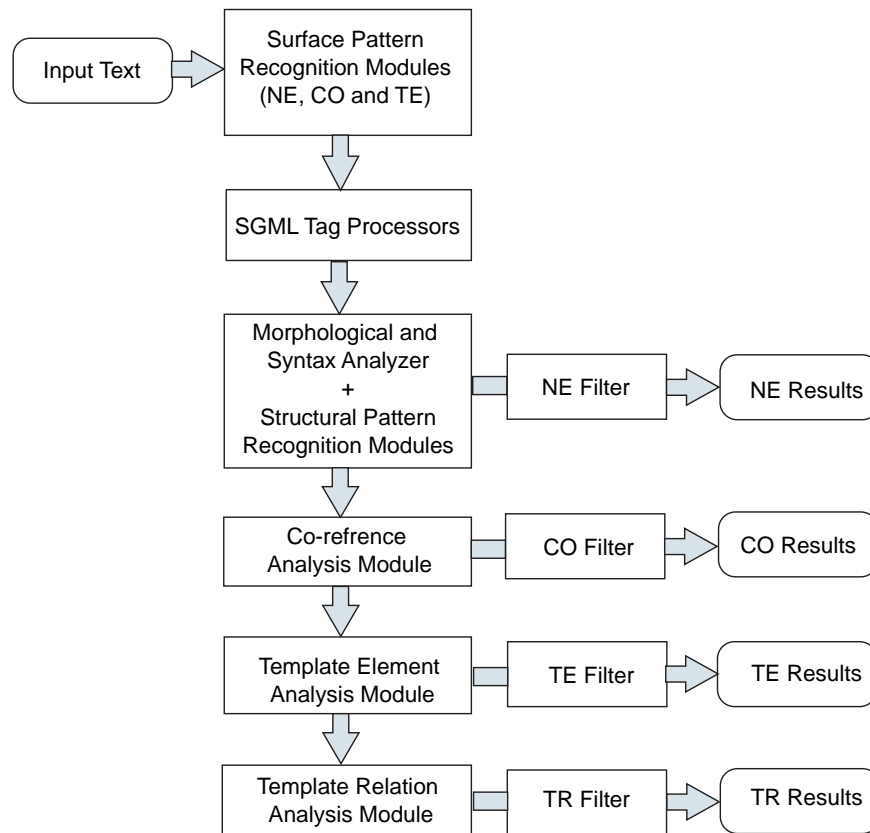 Input Text
Surface Pattern
Recognition Modules
(NE, CO and TE)
SGML Tag Processors
Morphological and
Syntax Analyzer
+
Structural Pattern
Recognition Modules
NE Filter
NE Results
Co-refrence
Analysis Module
CO Filter
CO Results
Template Element
Analysis Module
TE Filter
TE Results
Template Relation
Analysis Module
TR Filter
TR Results